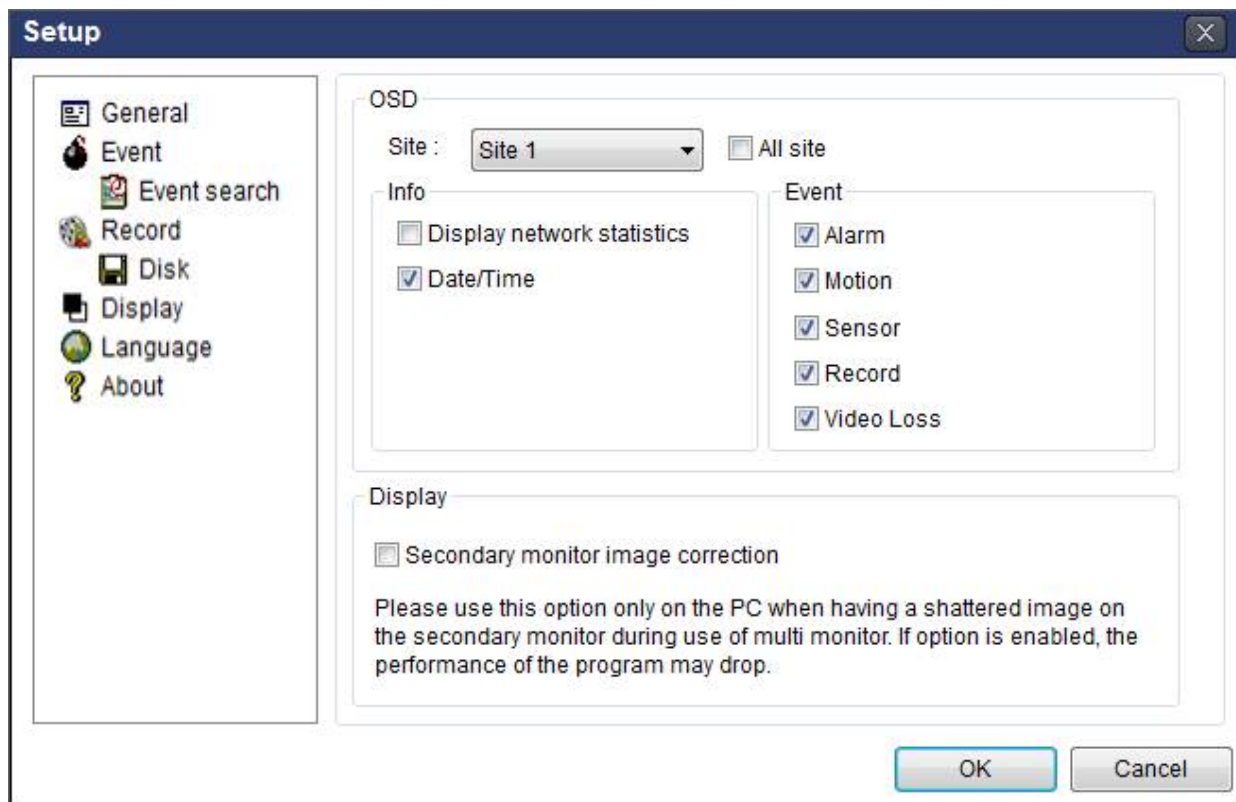 Setup
General
Event
Event search
Record
Disk
Display
Language
About
OSD
Site :
Site 1
All site
Info
Display network statistics
Date/Time
Event
Alarm
Motion
Sensor
Record
Video Loss
Display
Secondary monitor image correction
Please use this option only on the PC when having a shattered image on
the secondary monitor during use of multi monitor. If option is enabled, the
performance of the program may drop.
OK
Cancel